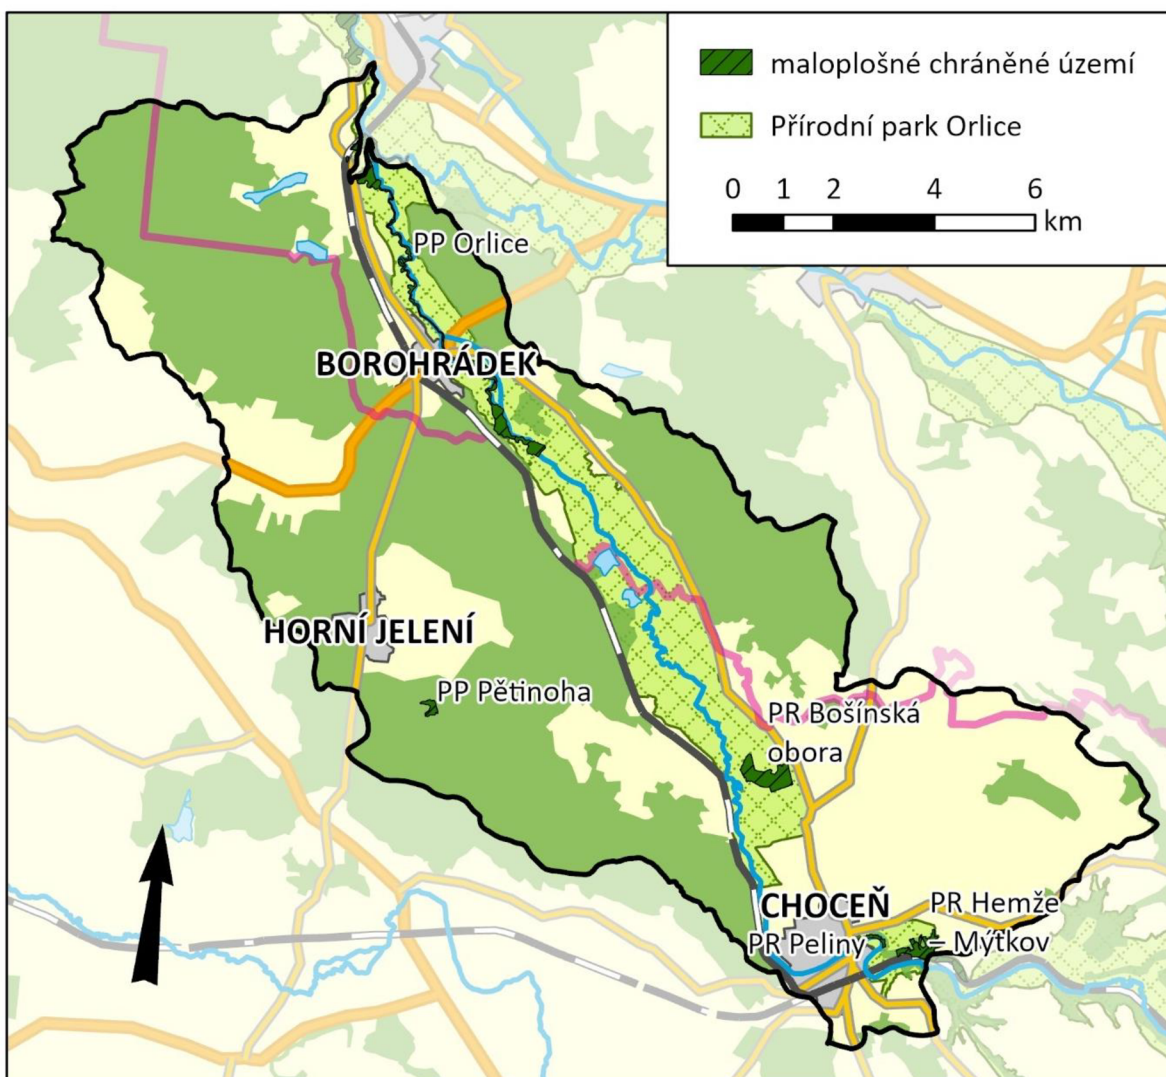 maloplošné chráněné území
Přírodní park Orlice
0 1 2 4 6
km
PP Orlice
BOROHRÁDEK
HORNÍ JELENÍ
PP Pětinoha
PR Bošínská
obora
CHOCEŇ
PR Hemže
– Mýtkov
PR Peliny